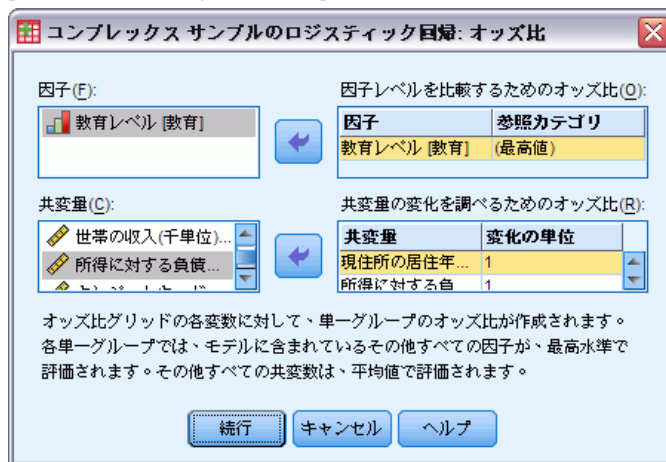 コンプレックス サンプルのロジスティック回帰: オッズ比
因子(F):
教育レベル [教育]
因子レベルを比較するためのオッズ比(O):
因子 参照カテゴリ
教育レベル [教育] (最高値)
共変量(C):
世帯の収入(千単位)...
所得に対する負債...
共変量の変化を調べるためのオッズ比(R):
共変量 変化の単位
現住所の居住年... 1
所得に対する負 1
オッズ比グリッドの各変数に対して、単一グループのオッズ比が作成されます。
各単一グループでは、モデルに含まれているその他すべての因子が、最高水準で
評価されます。その他すべての共変数は、平均値で評価されます。
続行 キャンセル ヘルプ